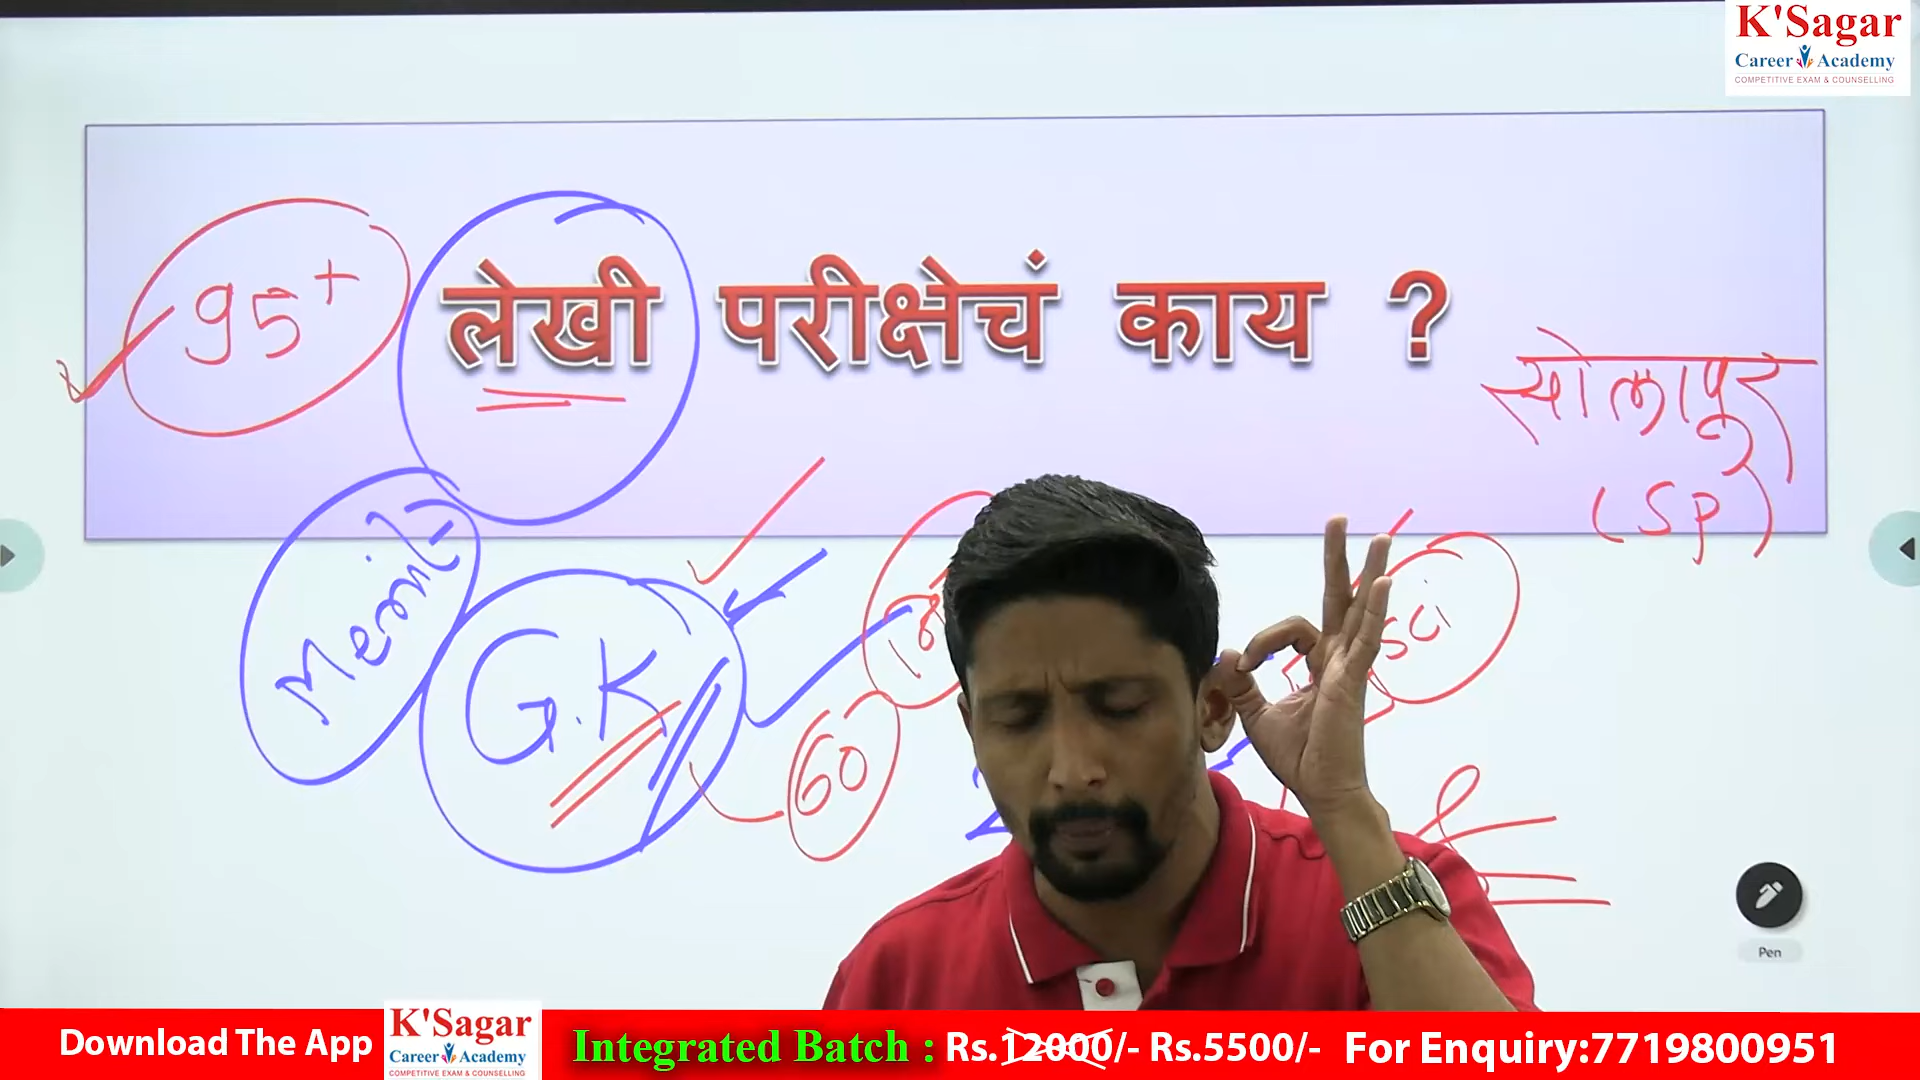 K'Sagar
Career Academy
COMPETITIVE EXAM & COUNSELLING
95+
लेखी परीक्षेचं काय ?
सोलापूर
(SP)
Merit
G.K
60
Sci
Pen
Download The App
K'Sagar
Career Academy
COMPETITIVE EXAM & COUNSELLING
Integrated Batch : Rs.12000/- Rs.5500/- For Enquiry:7719800951